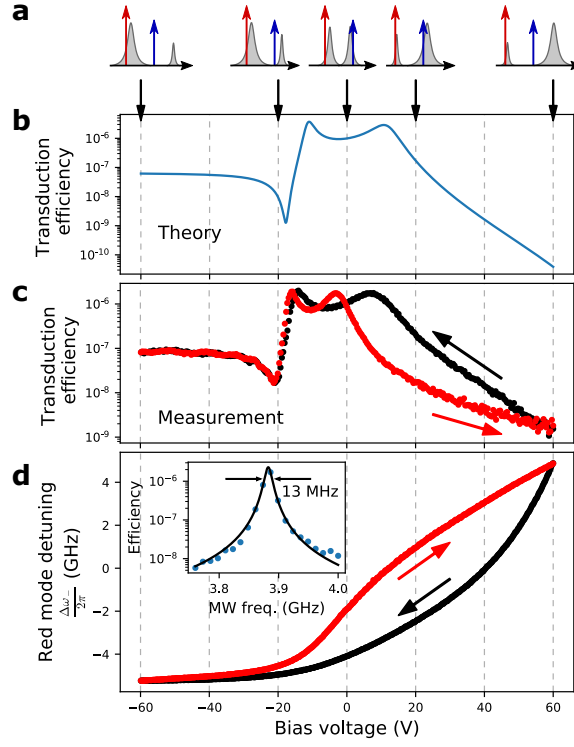 a
b
Transduction
efficiency
10⁻⁶
10⁻⁷
10⁻⁸
10⁻⁹
10⁻¹⁰
Theory
c
Transduction
efficiency
10⁻⁶
10⁻⁷
10⁻⁸
10⁻⁹
Measurement
d
Red mode detuning
Δω₋/2π (GHz)
4
2
0
−2
−4
Efficiency
10⁻⁶
10⁻⁷
10⁻⁸
13 MHz
3.8 3.9 4.0
MW freq. (GHz)
−60 −40 −20 0 20 40 60
Bias voltage (V)